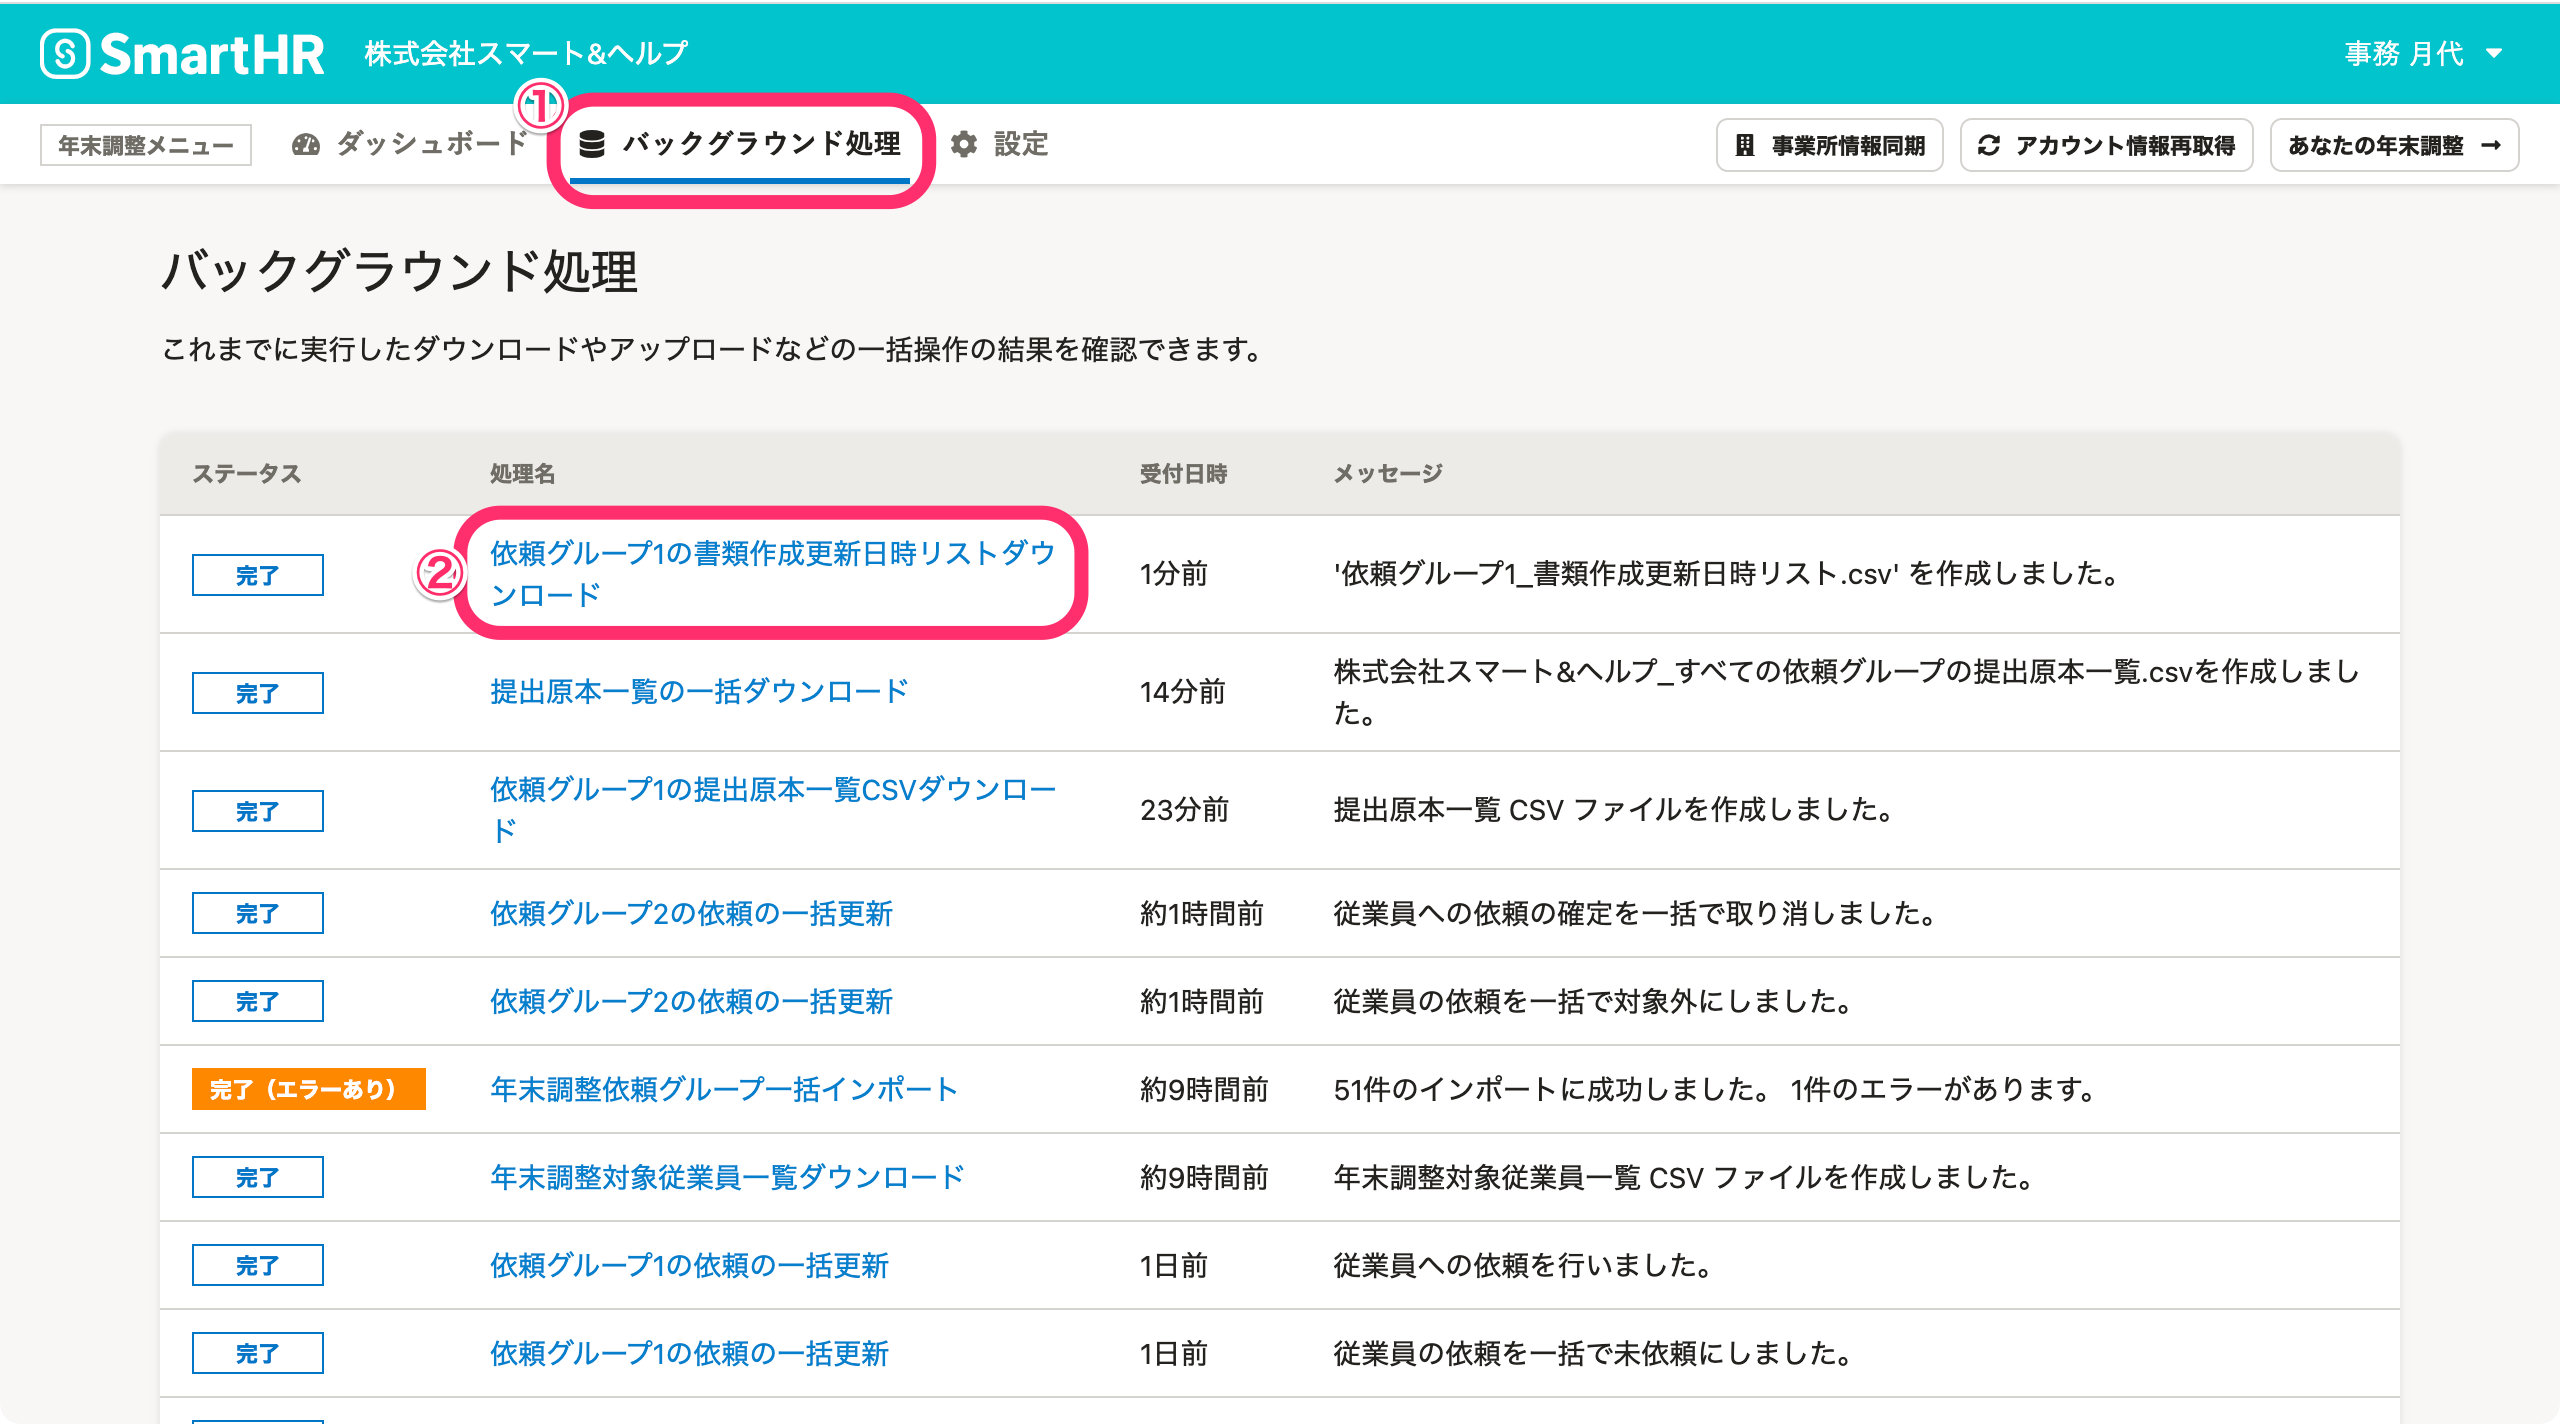 SmartHR 株式会社スマート&ヘルプ 事務 月代
①
年末調整メニュー ダッシュボード バックグラウンド処理 設定 事業所情報同期 アカウント情報再取得 あなたの年末調整 →
バックグラウンド処理
これまでに実行したダウンロードやアップロードなどの一括操作の結果を確認できます。
ステータス 処理名 受付日時 メッセージ
②
完了 依頼グループ1の書類作成更新日時リストダウ
ンロード 1分前 '依頼グループ1_書類作成更新日時リスト.csv' を作成しました。
完了 提出原本一覧の一括ダウンロード 14分前 株式会社スマート&ヘルプ_すべての依頼グループの提出原本一覧.csvを作成しまし
た。
完了 依頼グループ1の提出原本一覧CSVダウンロー
ド 23分前 提出原本一覧 CSV ファイルを作成しました。
完了 依頼グループ2の依頼の一括更新 約1時間前 従業員への依頼の確定を一括で取り消しました。
完了 依頼グループ2の依頼の一括更新 約1時間前 従業員の依頼を一括で対象外にしました。
完了（エラーあり） 年末調整依頼グループ一括インポート 約9時間前 51件のインポートに成功しました。 1件のエラーがあります。
完了 年末調整対象従業員一覧ダウンロード 約9時間前 年末調整対象従業員一覧 CSV ファイルを作成しました。
完了 依頼グループ1の依頼の一括更新 1日前 従業員への依頼を行いました。
完了 依頼グループ1の依頼の一括更新 1日前 従業員の依頼を一括で未依頼にしました。